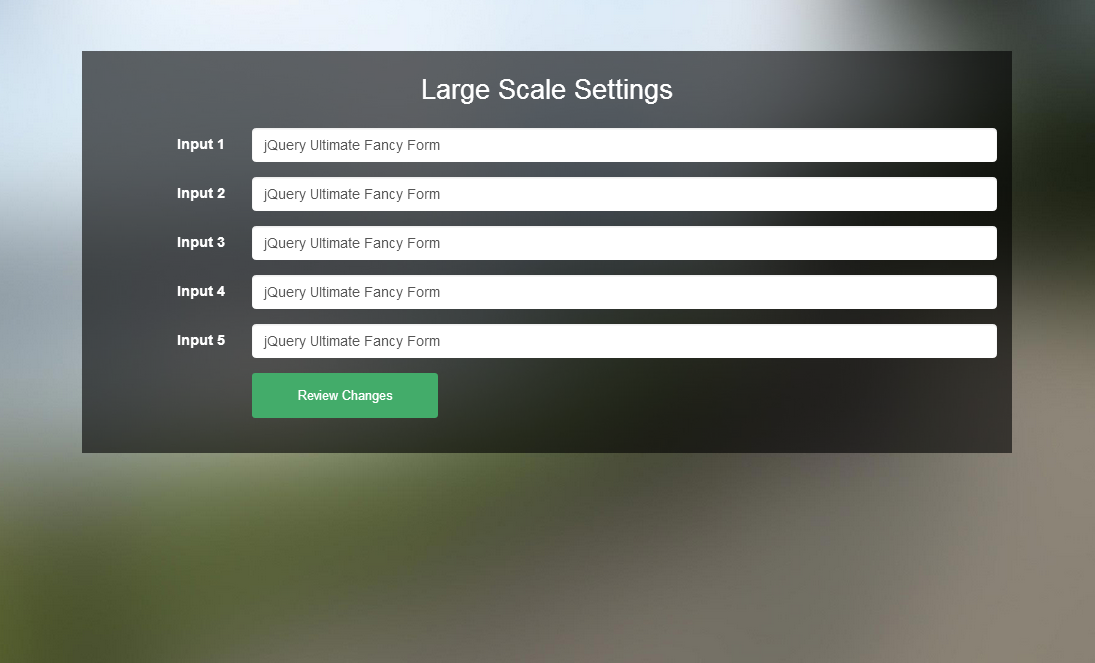 Large Scale Settings
Input 1 jQuery Ultimate Fancy Form
Input 2 jQuery Ultimate Fancy Form
Input 3 jQuery Ultimate Fancy Form
Input 4 jQuery Ultimate Fancy Form
Input 5 jQuery Ultimate Fancy Form
Review Changes